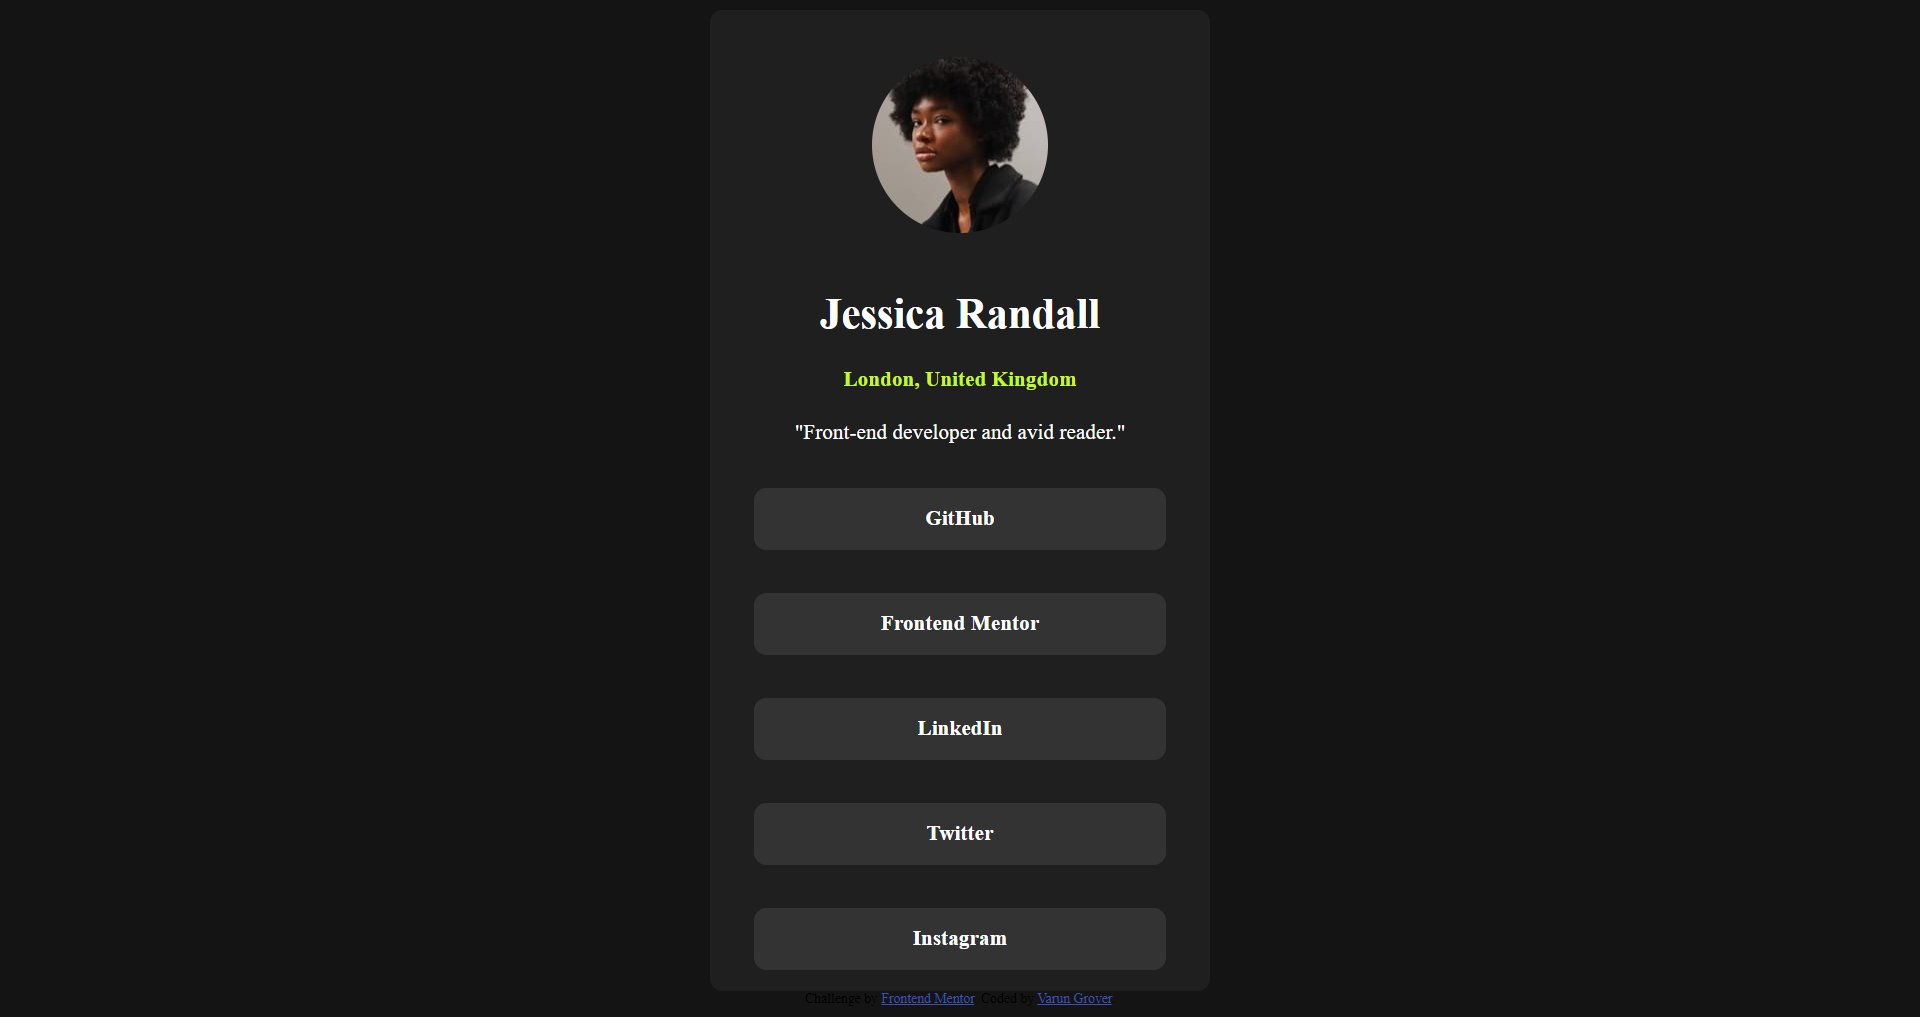 Jessica Randall
London, United Kingdom
"Front-end developer and avid reader."
GitHub
Frontend Mentor
LinkedIn
Twitter
Instagram
Challenge by Frontend Mentor Coded by Varun Grover